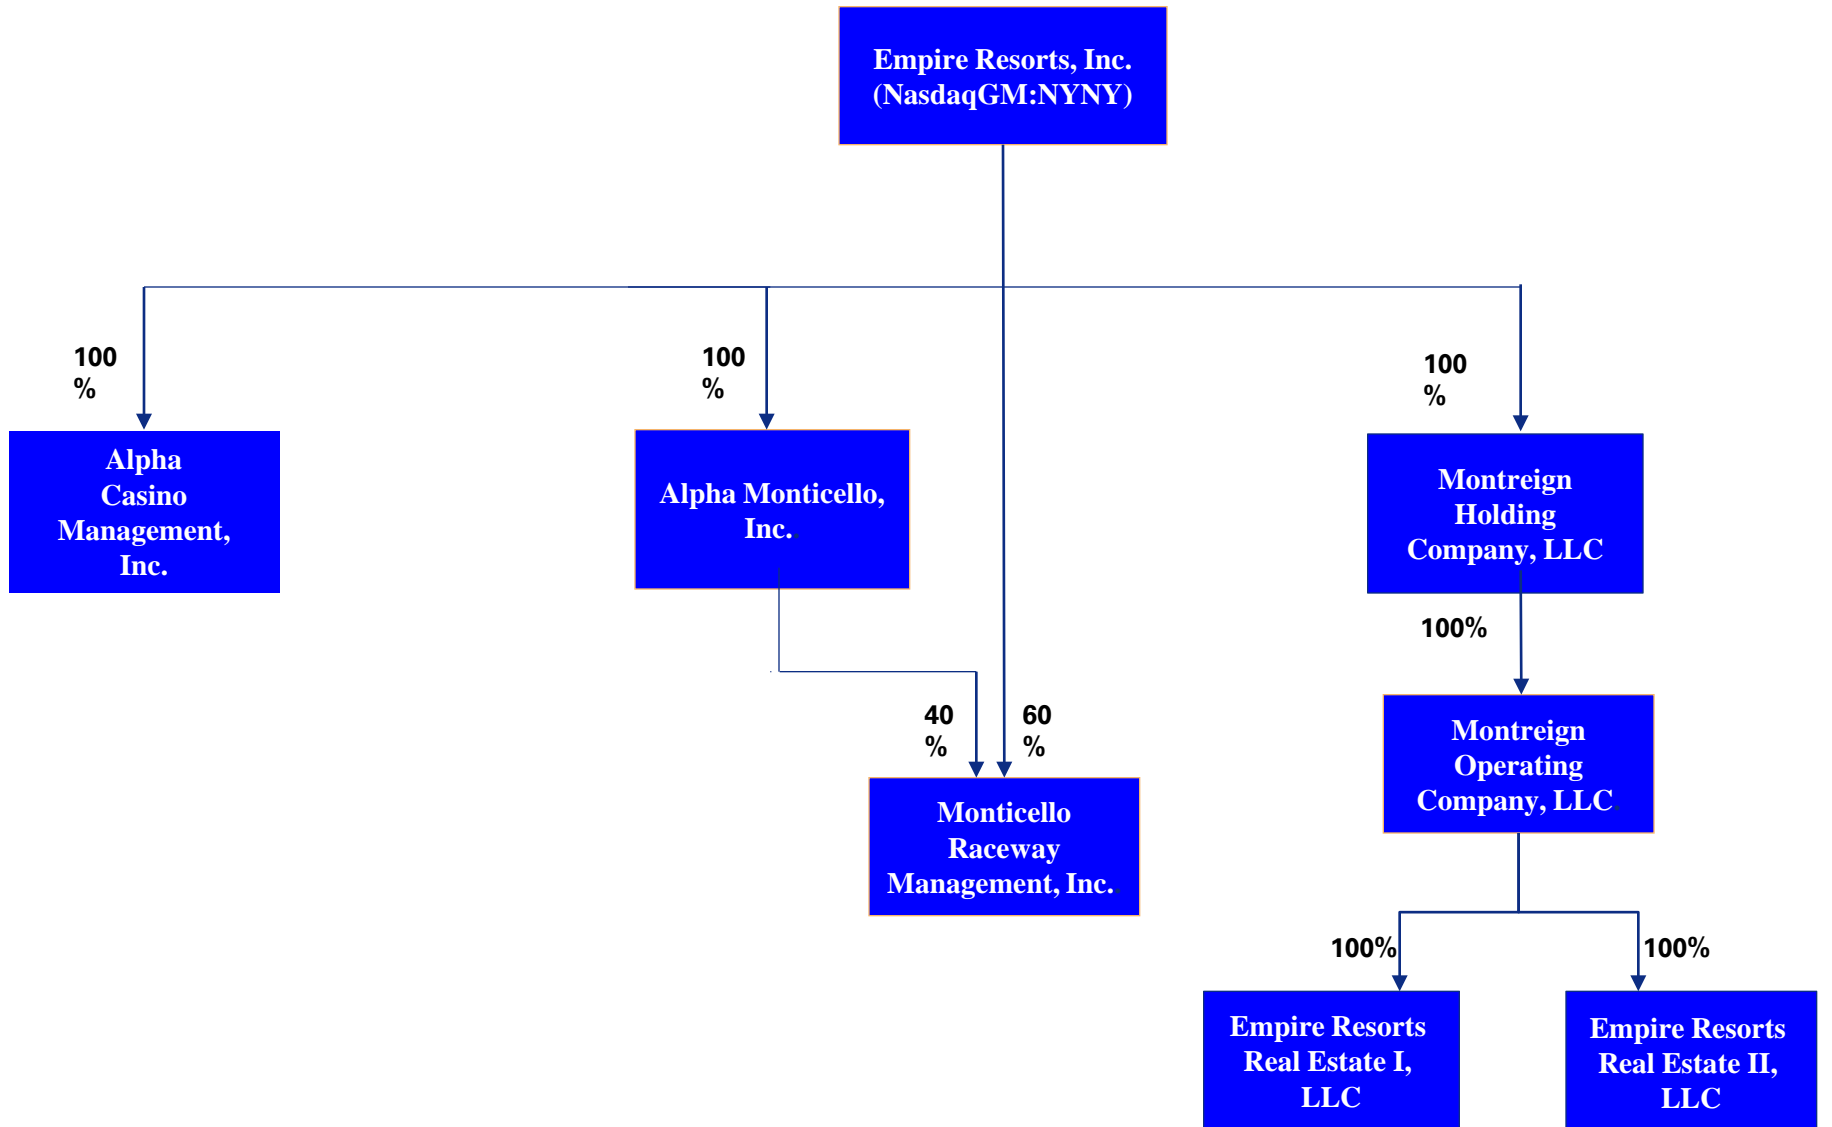 Empire Resorts, Inc.
(NasdaqGM:NYNY)
100
%
100
%
100
%
Alpha
Casino
Management,
Inc.
Alpha Monticello,
Inc..
Montreign
Holding
Company, LLC
100%
40
%
60
%
Montreign
Operating
Company, LLC.
Monticello
Raceway
Management, Inc..
100%
100%
Empire Resorts
Real Estate I,
LLC
Empire Resorts
Real Estate II,
LLC